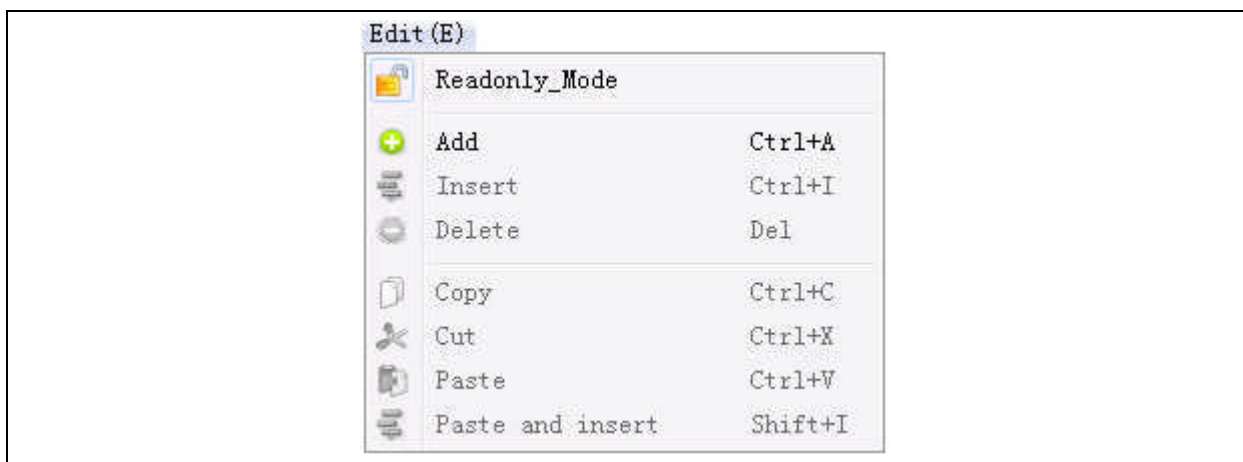 Edit(E)
Readonly_Mode
Add Ctrl+A
Insert Ctrl+I
Delete Del
Copy Ctrl+C
Cut Ctrl+X
Paste Ctrl+V
Paste and insert Shift+I